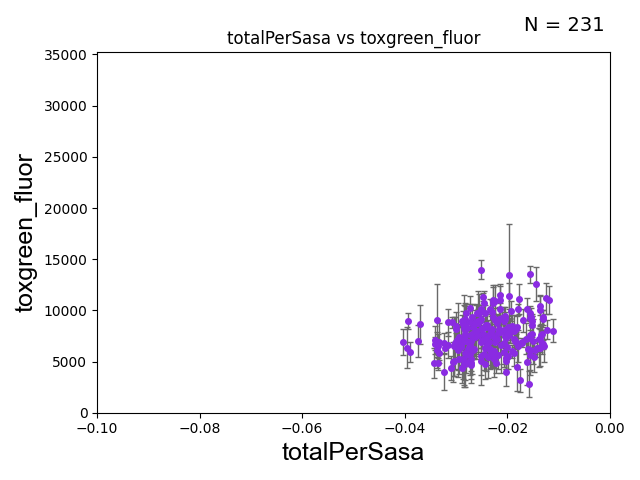 N = 231
totalPerSasa vs toxgreen_fluor
35000
30000
25000
20000
15000
10000
5000
0
toxgreen_fluor
−0.10 −0.08 −0.06 −0.04 −0.02 0.00
totalPerSasa